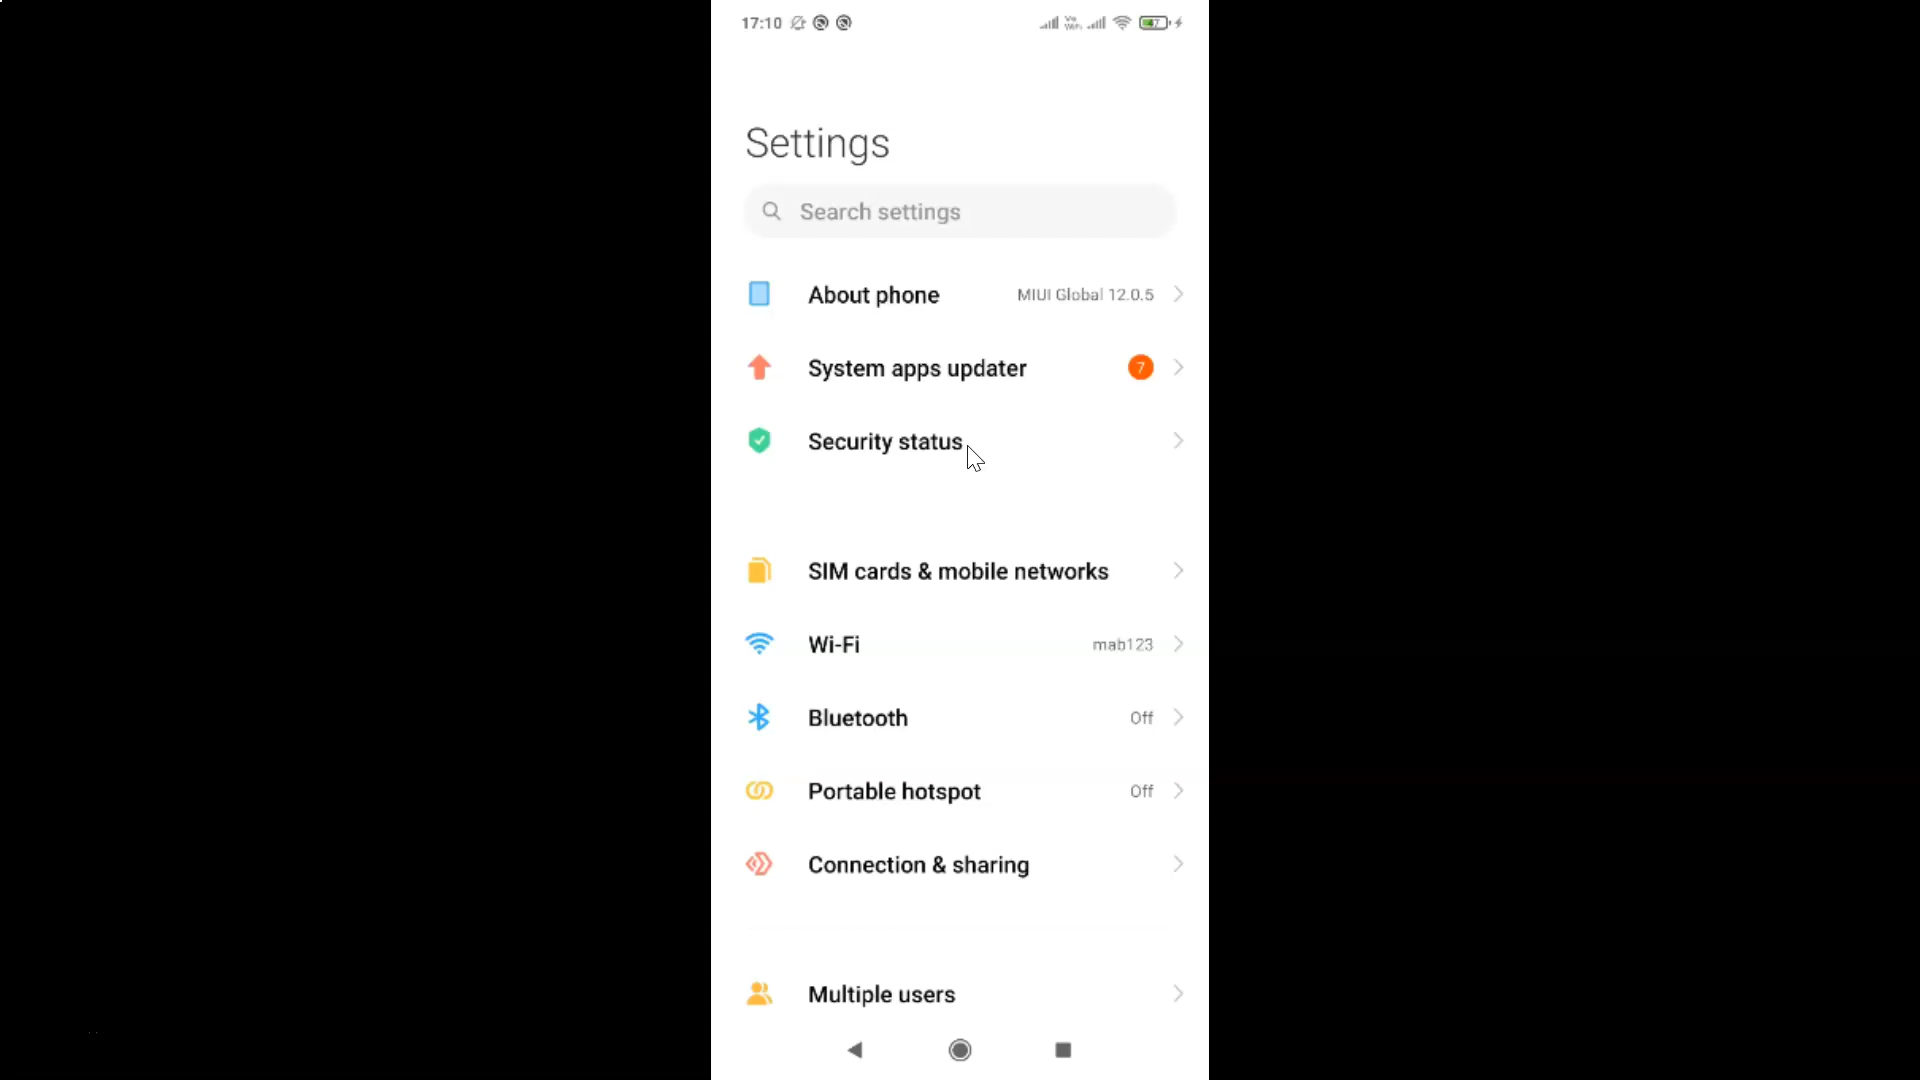 17:10
Settings
Search settings
About phone MIUI Global 12.0.5
System apps updater 7
Security status
SIM cards & mobile networks
Wi-Fi mab123
Bluetooth Off
Portable hotspot Off
Connection & sharing
Multiple users